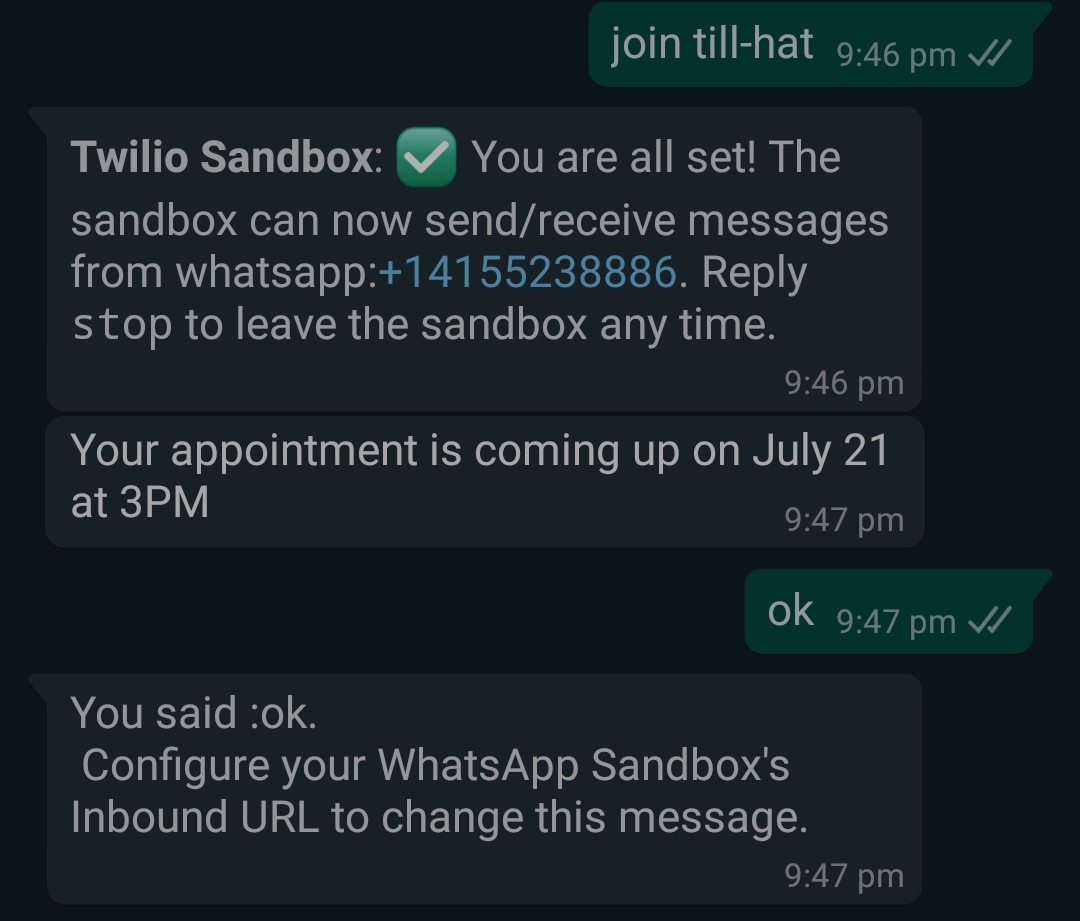 join till-hat 9:46 pm
Twilio Sandbox: ✅ You are all set! The
sandbox can now send/receive messages
from whatsapp:+14155238886. Reply
stop to leave the sandbox any time.
9:46 pm
Your appointment is coming up on July 21
at 3PM
9:47 pm
ok 9:47 pm
You said :ok.
Configure your WhatsApp Sandbox's
Inbound URL to change this message.
9:47 pm